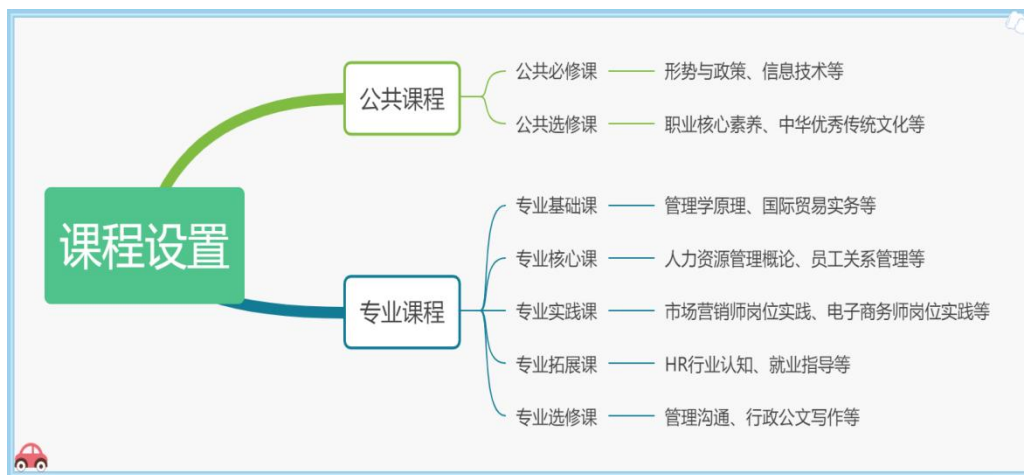 课程设置
公共课程
公共必修课
形势与政策、信息技术等
公共选修课
职业核心素养、中华优秀传统文化等
专业课程
专业基础课
管理学原理、国际贸易实务等
专业核心课
人力资源管理概论、员工关系管理等
专业实践课
市场营销师岗位实践、电子商务师岗位实践等
专业拓展课
HR行业认知、就业指导等
专业选修课
管理沟通、行政公文写作等